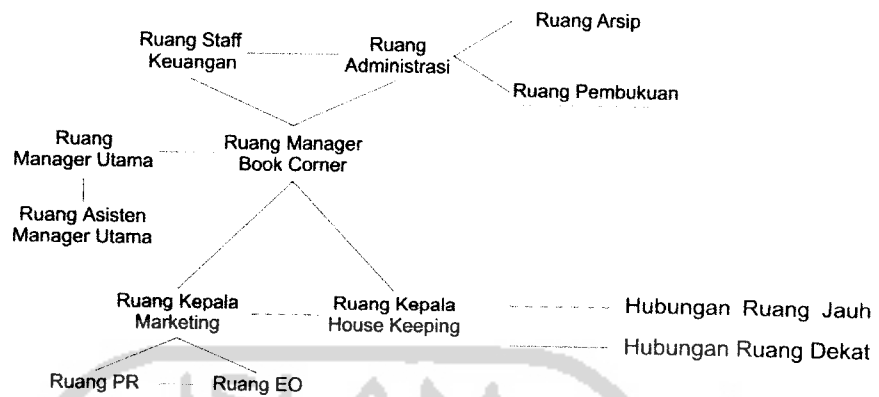 Ruang Arsip
Ruang Staff
Keuangan
Ruang
Administrasi
Ruang Pembukuan
Ruang
Manager Utama
Ruang Manager
Book Corner
Ruang Asisten
Manager Utama
Ruang Kepala
Marketing
Ruang Kepala
House Keeping
Hubungan Ruang Jauh
Hubungan Ruang Dekat
Ruang PR
Ruang EO
ISLAM